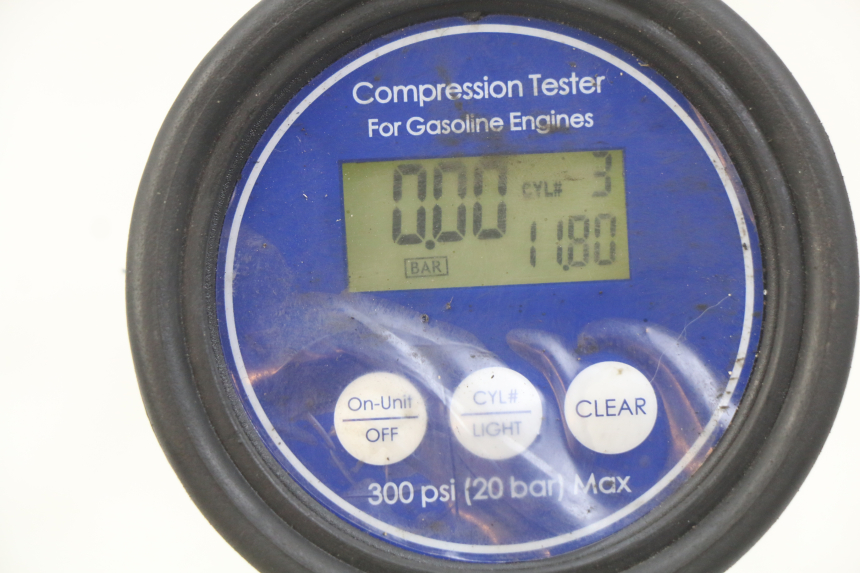 Compression Tester
For Gasoline Engines
0.00 CYL# 3
BAR 11.80
On-Unit CYL# CLEAR
OFF LIGHT
300 psi (20 bar) Max